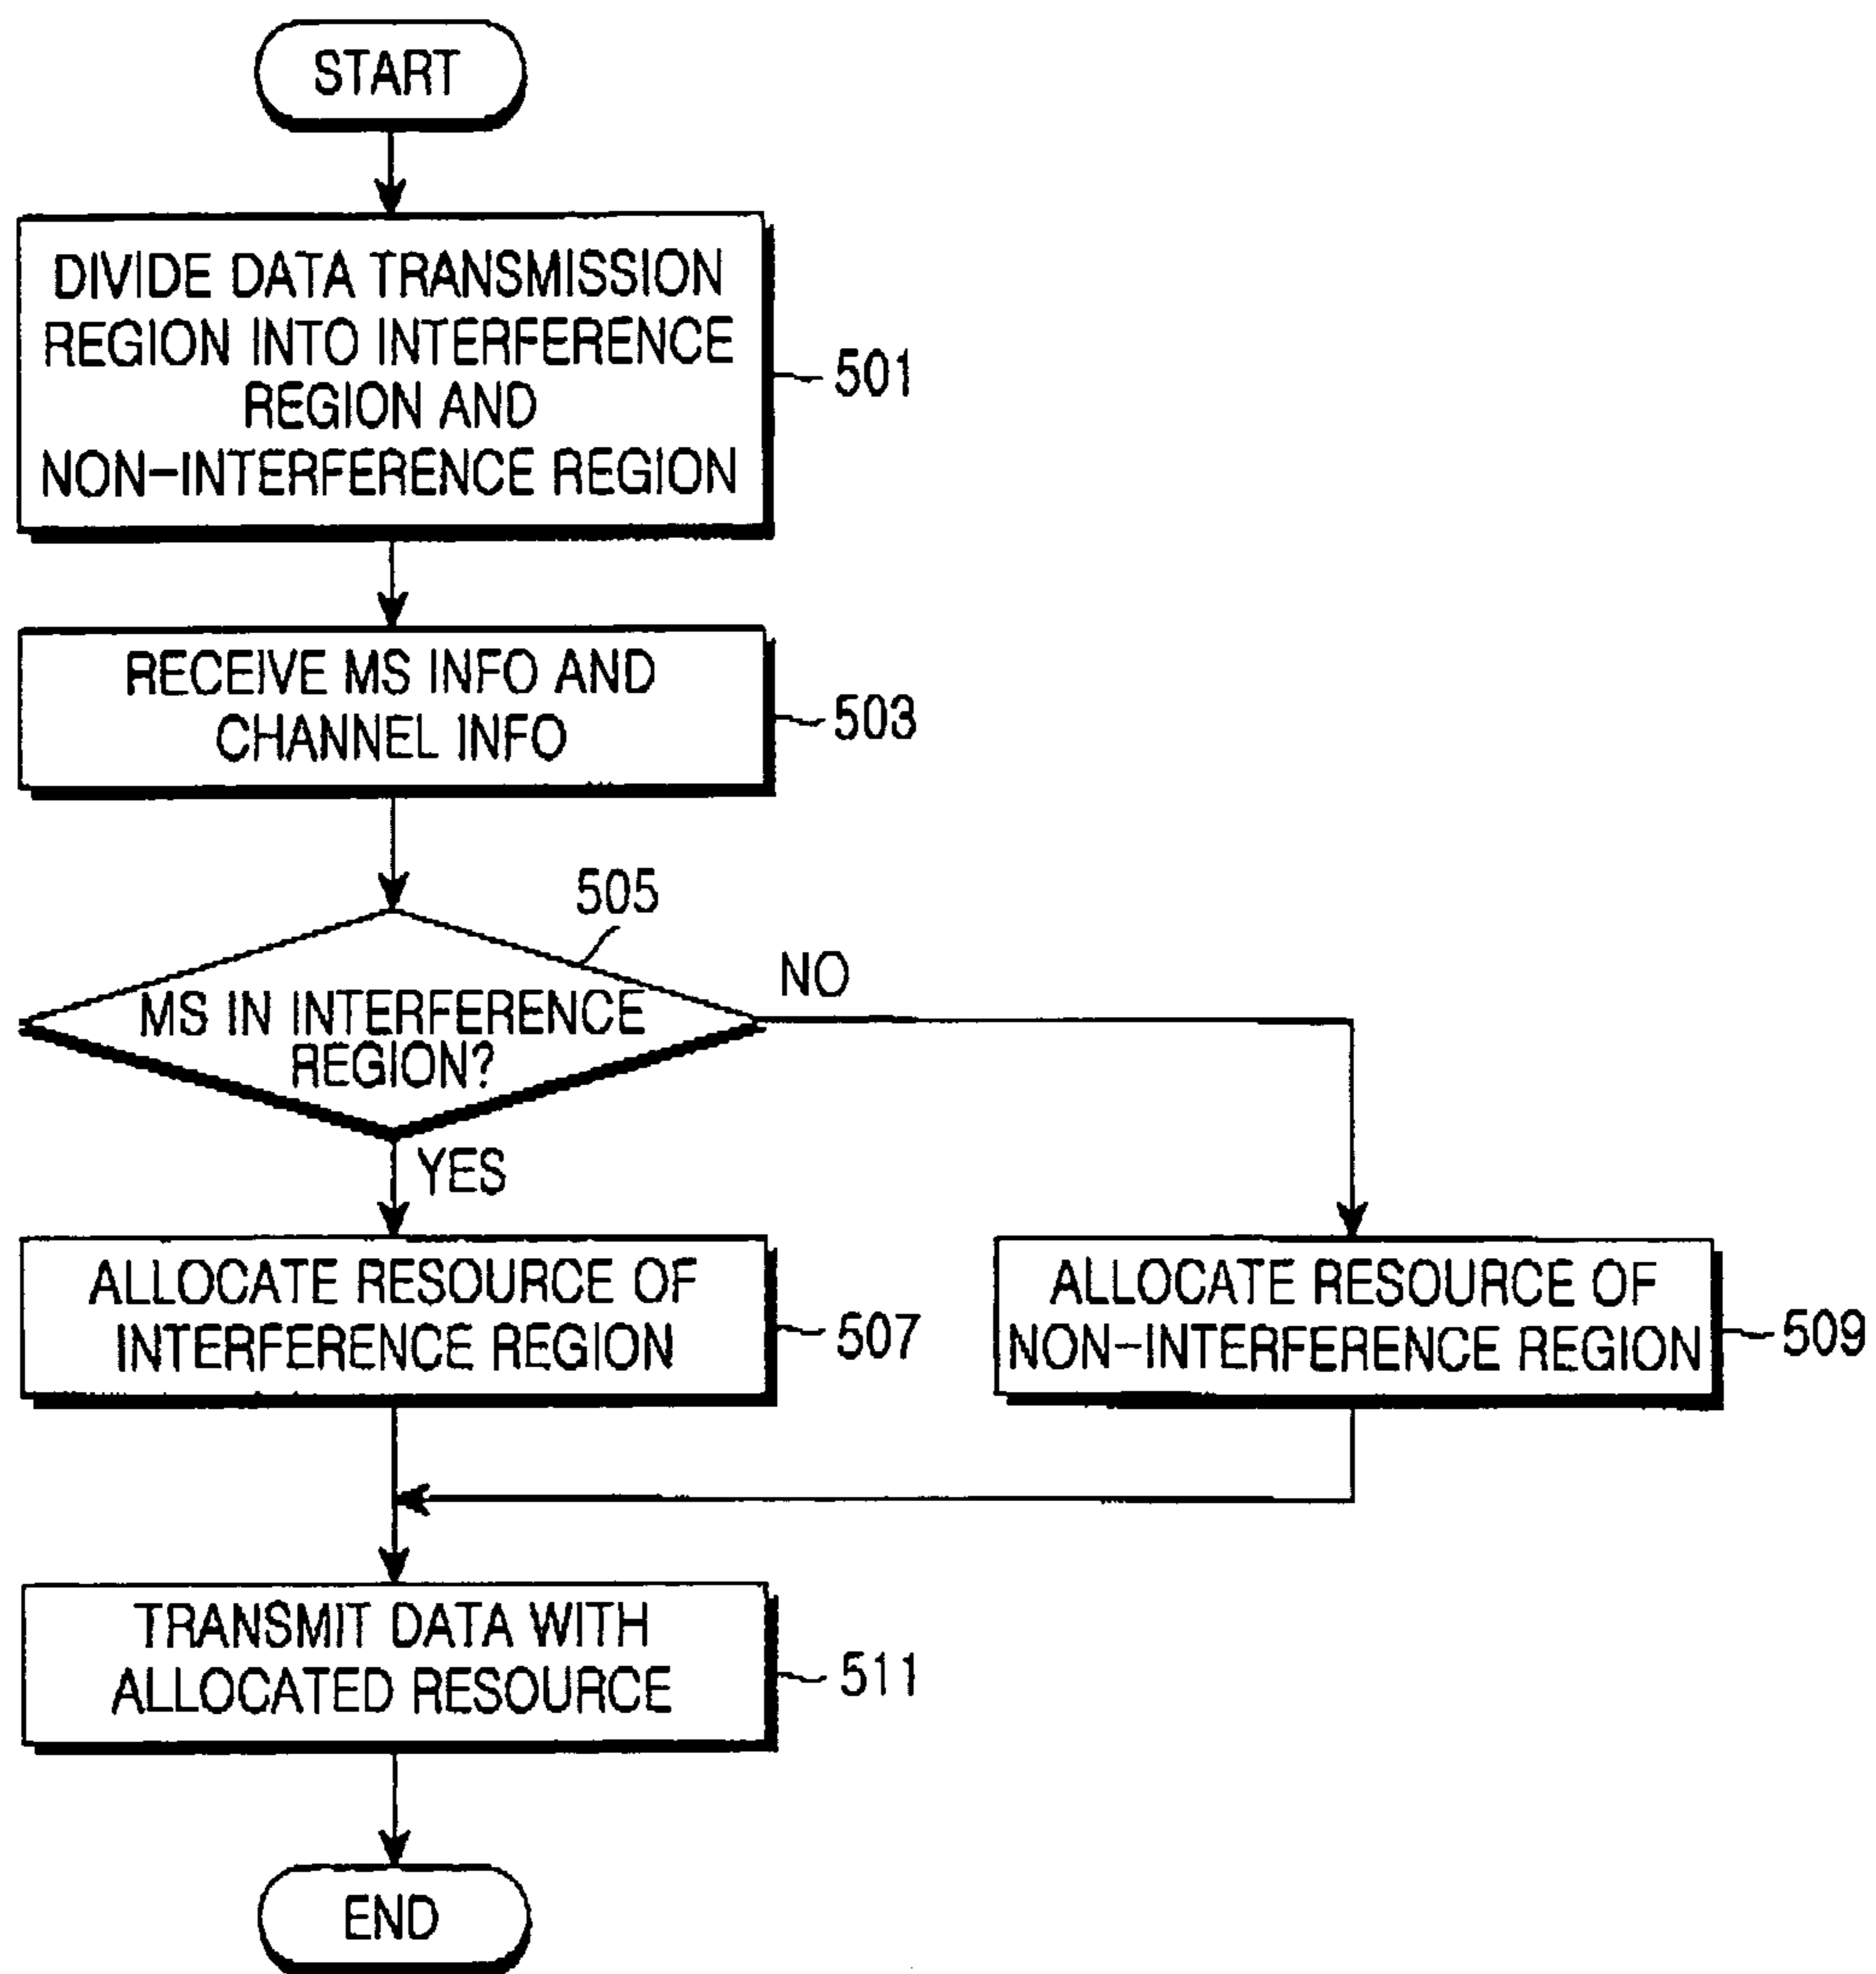 START
DIVIDE DATA TRANSMISSION
REGION INTO INTERFERENCE
REGION AND
NON-INTERFERENCE REGION
501
RECEIVE MS INFO AND
CHANNEL INFO
503
505
MS IN INTERFERENCE
REGION?
NO
YES
ALLOCATE RESOURCE OF
INTERFERENCE REGION
507
ALLOCATE RESOURCE OF
NON-INTERFERENCE REGION
509
TRANSMIT DATA WITH
ALLOCATED RESOURCE
511
END